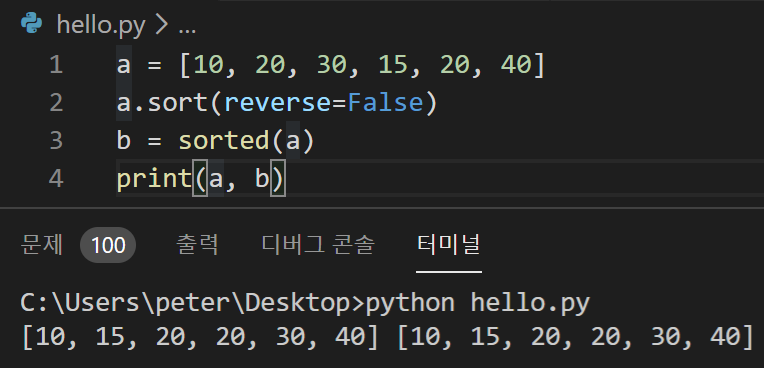 hello.py > ...
1 a = [10, 20, 30, 15, 20, 40]
2 a.sort(reverse=False)
3 b = sorted(a)
4 print(a, b)
문제 100 출력 디버그 콘솔 터미널
C:\Users\peter\Desktop>python hello.py
[10, 15, 20, 20, 30, 40] [10, 15, 20, 20, 30, 40]